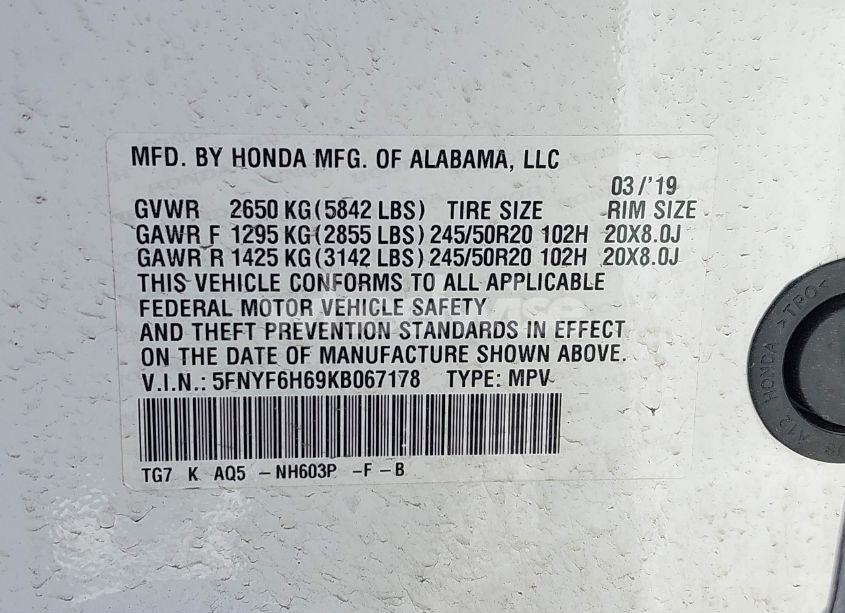 MFD. BY HONDA MFG. OF ALABAMA, LLC
03/'19
GVWR 2650 KG(5842 LBS) TIRE SIZE RIM SIZE
GAWR F 1295 KG(2855 LBS) 245/50R20 102H 20X8.0J
GAWR R 1425 KG(3142 LBS) 245/50R20 102H 20X8.0J
THIS VEHICLE CONFORMS TO ALL APPLICABLE
FEDERAL MOTOR VEHICLE SAFETY
AND THEFT PREVENTION STANDARDS IN EFFECT
ON THE DATE OF MANUFACTURE SHOWN ABOVE.
V.I.N.: 5FNYF6H69KB067178 TYPE: MPV
TG7 K AQ5 -NH603P -F -B
A12 HONDA >TPO<